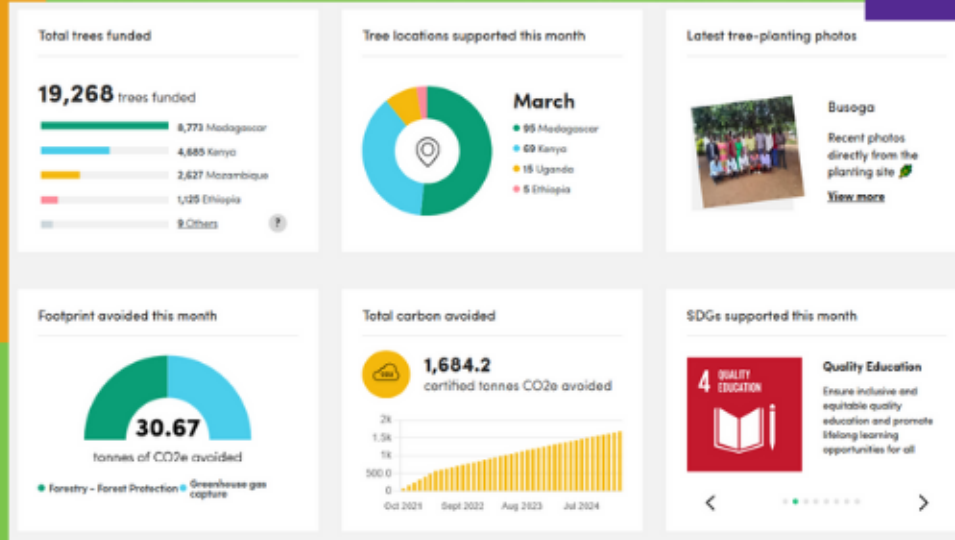 Total trees funded
19,268 trees funded
8,773 Madagascar
4,685 Kenya
2,627 Mozambique
1,125 Ethiopia
9 Others
?
Tree locations supported this month
March
95 Madagascar
69 Kenya
15 Uganda
5 Ethiopia
Latest tree-planting photos
Busoga
Recent photos
directly from the
planting site
View more
Footprint avoided this month
30.67
tonnes of CO2e avoided
Forestry - Forest Protection
Greenhouse gas
capture
Total carbon avoided
1,684.2
certified tonnes CO2e avoided
2k
1.5k
1k
500.0
0
Oct 2021
Sept 2022
Aug 2023
Jul 2024
SDGs supported this month
4 QUALITY
EDUCATION
Quality Education
Ensure inclusive and
equitable quality
education and promote
lifelong learning
opportunities for all